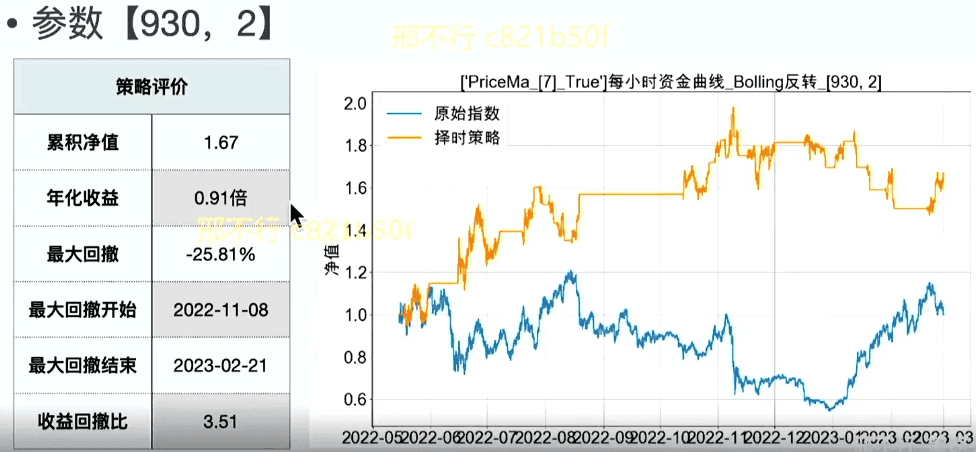 • 参数【930，2】
邢不行 c821b50f
策略评价
累积净值 1.67
年化收益 0.91倍
最大回撤 -25.81%
最大回撤开始 2022-11-08
最大回撤结束 2023-02-21
收益回撤比 3.51
邢不行 c821b50f
['PriceMa_[7]_True']每小时资金曲线_Bolling反转_[930, 2]
原始指数
择时策略
净值
2.0
1.8
1.6
1.4
1.2
1.0
0.8
0.6
2022-05 2022-06 2022-07 2022-08 2022-09 2022-10 2022-11 2022-12 2023-01 2023-02 2023-03